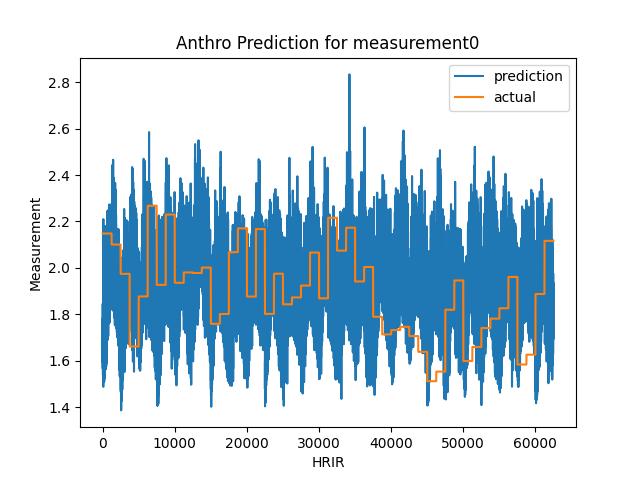 Anthro Prediction for measurement0
prediction
actual
Measurement
2.8
2.6
2.4
2.2
2.0
1.8
1.6
1.4
0 10000 20000 30000 40000 50000 60000
HRIR